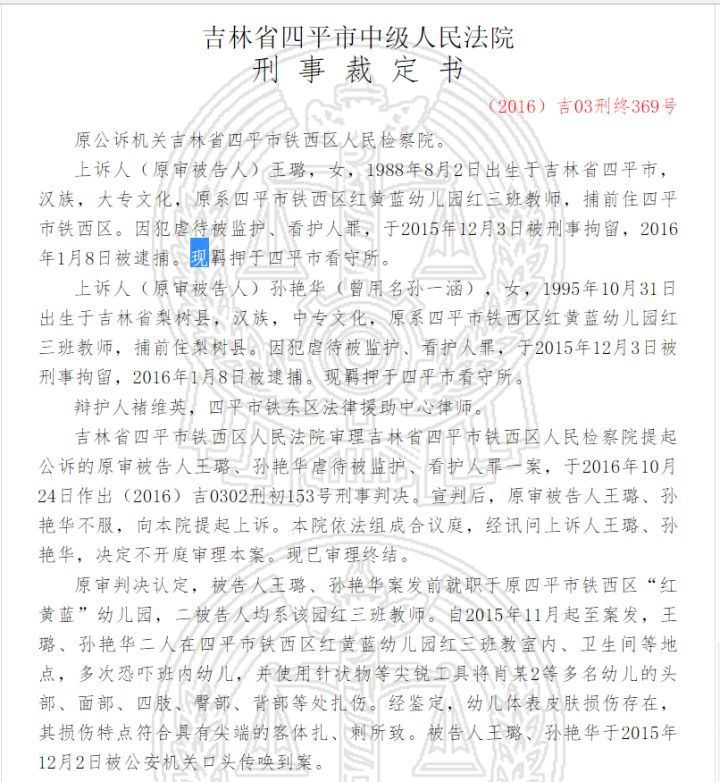 吉林省四平市中级人民法院
刑 事 裁 定 书
（2016）吉03刑终369号
原公诉机关吉林省四平市铁西区人民检察院。
上诉人（原审被告人）王璐，女，1988年8月2日出生于吉林省四平市，
汉族，大专文化，原系四平市铁西区红黄蓝幼儿园红三班教师，捕前住四平
市铁西区。因犯虐待被监护、看护人罪，于2015年12月3日被刑事拘留，2016
年1月8日被逮捕。现羁押于四平市看守所。
上诉人（原审被告人）孙艳华（曾用名孙一涵），女，1995年10月31日
出生于吉林省梨树县，汉族，中专文化，原系四平市铁西区红黄蓝幼儿园红
三班教师，捕前住梨树县。因犯虐待被监护、看护人罪，于2015年12月3日被
刑事拘留，2016年1月8日被逮捕。现羁押于四平市看守所。
辩护人褚维英，四平市铁东区法律援助中心律师。
吉林省四平市铁西区人民法院审理吉林省四平市铁西区人民检察院提起
公诉的原审被告人王璐、孙艳华虐待被监护、看护人罪一案，于2016年10月
24日作出（2016）吉0302刑初153号刑事判决。宣判后，原审被告人王璐、孙
艳华不服，向本院提起上诉。本院依法组成合议庭，经讯问上诉人王璐、孙
艳华，决定不开庭审理本案。现已审理终结。
原审判决认定，被告人王璐、孙艳华案发前就职于原四平市铁西区“红
黄蓝”幼儿园，二被告人均系该园红三班教师。自2015年11月起至案发，王
璐、孙艳华二人在四平市铁西区红黄蓝幼儿园红三班教室内、卫生间等地
点，多次恐吓班内幼儿，并使用针状物等尖锐工具将肖某2等多名幼儿的头
部、面部、四肢、臀部、背部等处扎伤。经鉴定，幼儿体表皮肤损伤存在，
其损伤特点符合具有尖端的客体扎、刺所致。被告人王璐、孙艳华于2015年
12月2日被公安机关口头传唤到案。